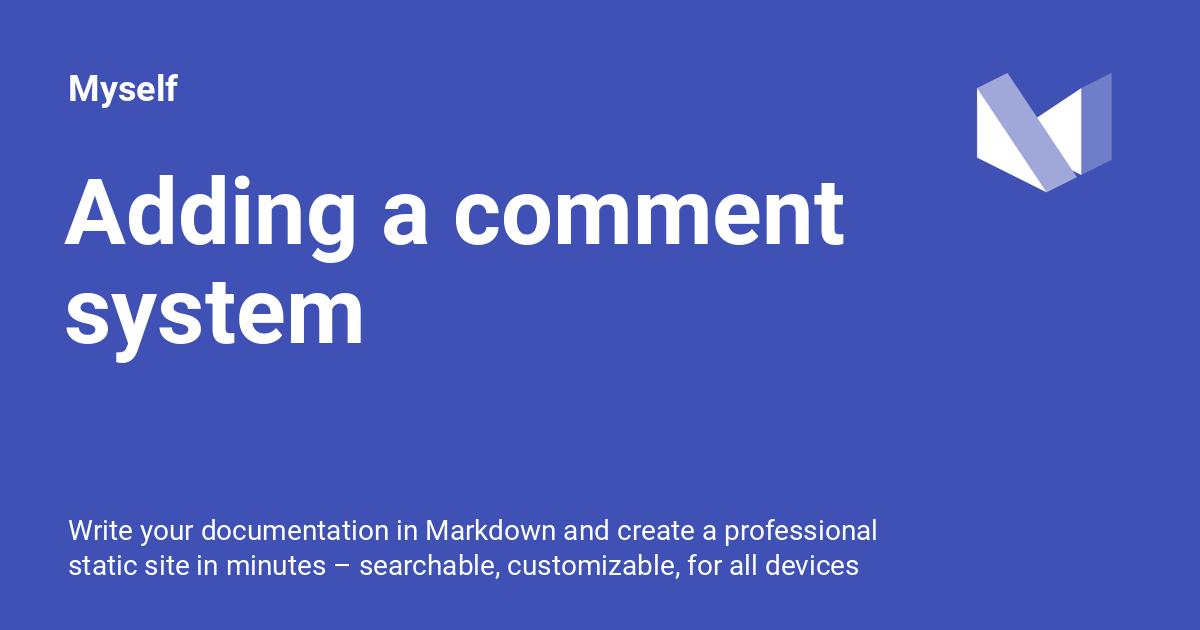 Myself
Adding a comment
system
Write your documentation in Markdown and create a professional
static site in minutes – searchable, customizable, for all devices